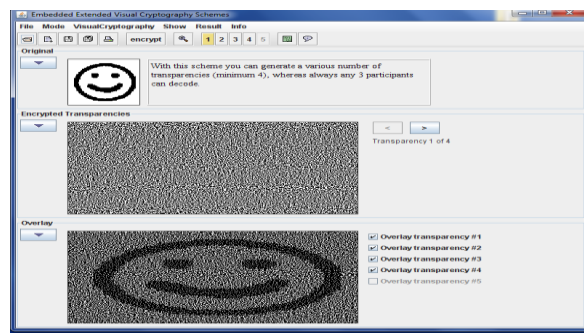 Embedded Extended Visual Cryptography Schemes
File Mode VisualCryptography Show Result Info
encrypt 1 2 3 4 5
Original
With this scheme you can generate a various number of
transparencies (minimum 4), whereas always any 3 participants
can decode.
Encrypted Transparencies
< >
Transparency 1 of 4
Overlay
Overlay transparency #1
Overlay transparency #2
Overlay transparency #3
Overlay transparency #4
Overlay transparency #5